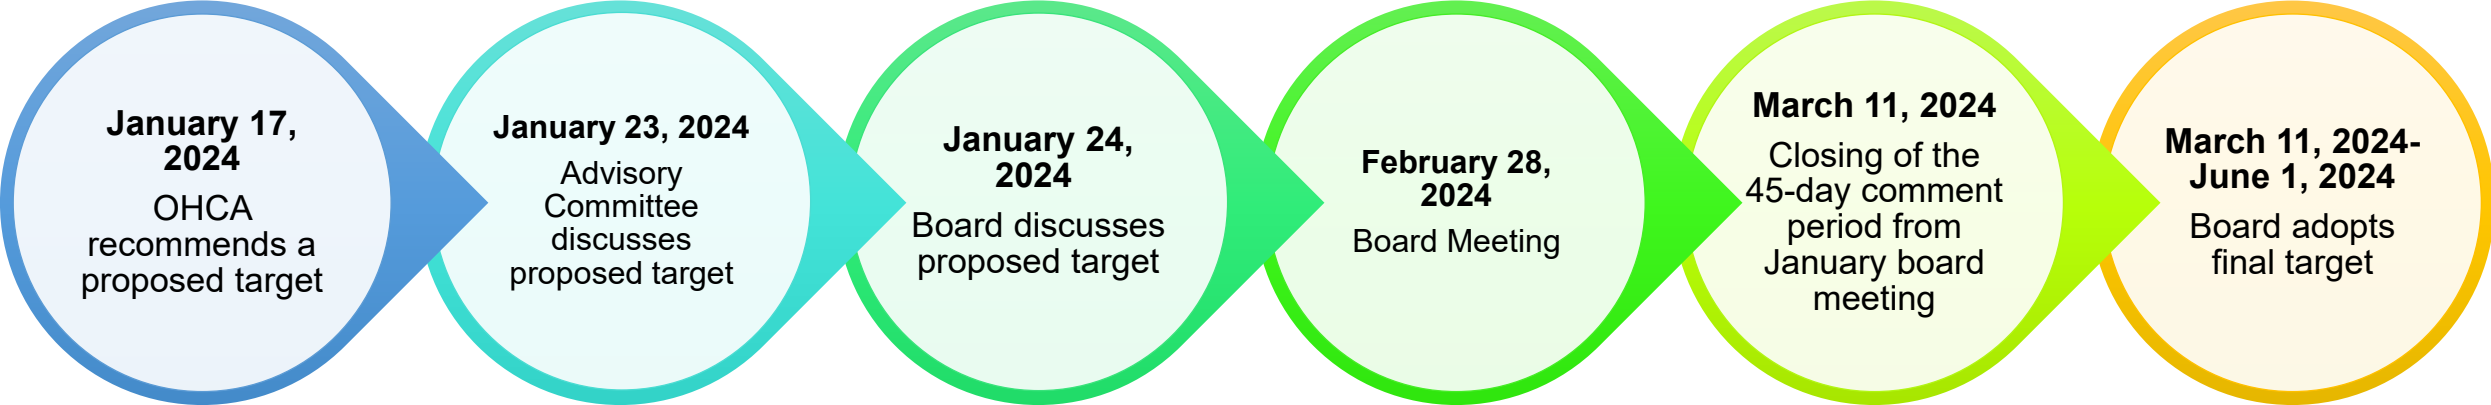 January 17,
2024
OHCA
recommends a
proposed target
January 23, 2024
Advisory
Committee
discusses
proposed target
January 24,
2024
Board discusses
proposed target
February 28,
2024
Board Meeting
March 11, 2024
Closing of the
45-day comment
period from
January board
meeting
March 11, 2024-
June 1, 2024
Board adopts
final target